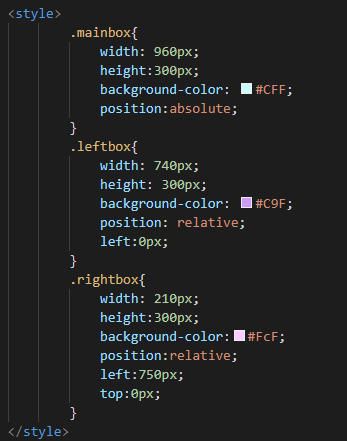 <style>
.mainbox{
width: 960px;
height:300px;
background-color: #CFF;
position:absolute;
}
.leftbox{
width: 740px;
height: 300px;
background-color: #C9F;
position: relative;
left:0px;
}
.rightbox{
width: 210px;
height:300px;
background-color:#FcF;
position:relative;
left:750px;
top:0px;
}
</style>